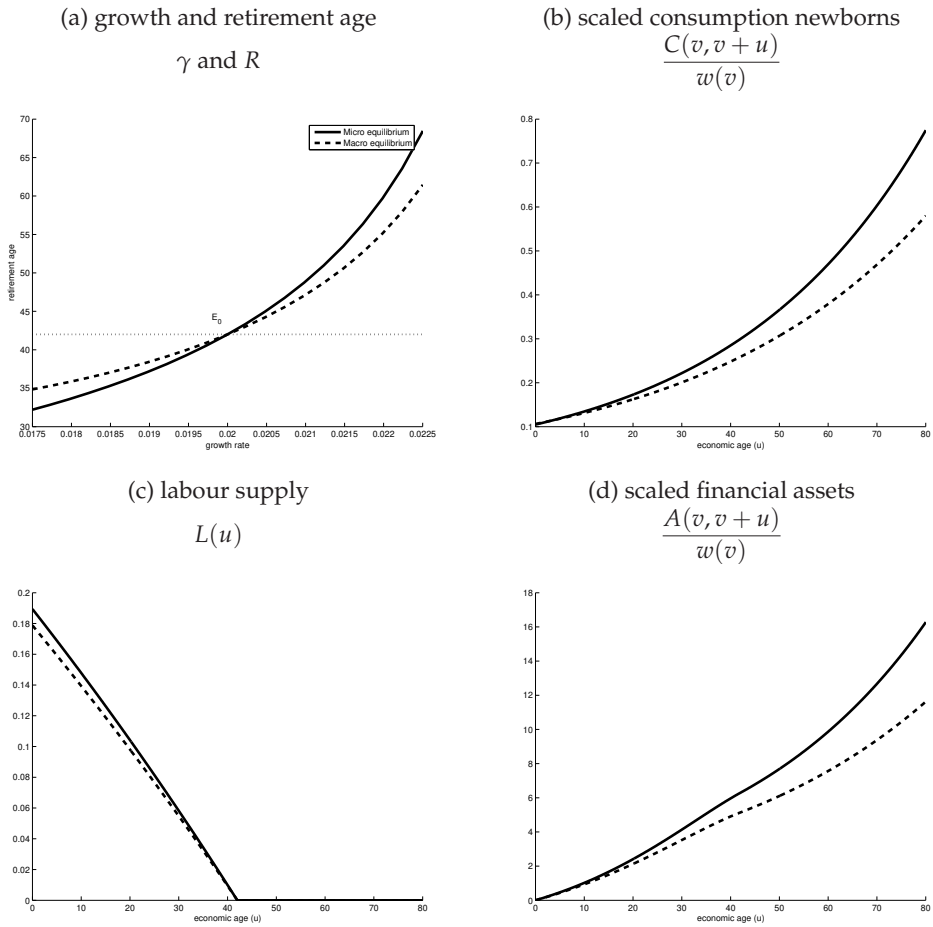 (a) growth and retirement age
γ and R
70
65
60
55
50
45
40
35
30
retirement age
Micro equilibrium
Macro equilibrium
E0
0.0175 0.018 0.0185 0.019 0.0195 0.02 0.0205 0.021 0.0215 0.022 0.0225
growth rate
(b) scaled consumption newborns
C(v, v + u)
w(v)
0.8
0.7
0.6
0.5
0.4
0.3
0.2
0.1
0 10 20 30 40 50 60 70 80
economic age (u)
(c) labour supply
L(u)
0.2
0.18
0.16
0.14
0.12
0.1
0.08
0.06
0.04
0.02
0
0 10 20 30 40 50 60 70 80
economic age (u)
(d) scaled financial assets
A(v, v + u)
w(v)
18
16
14
12
10
8
6
4
2
0
0 10 20 30 40 50 60 70 80
economic age (u)